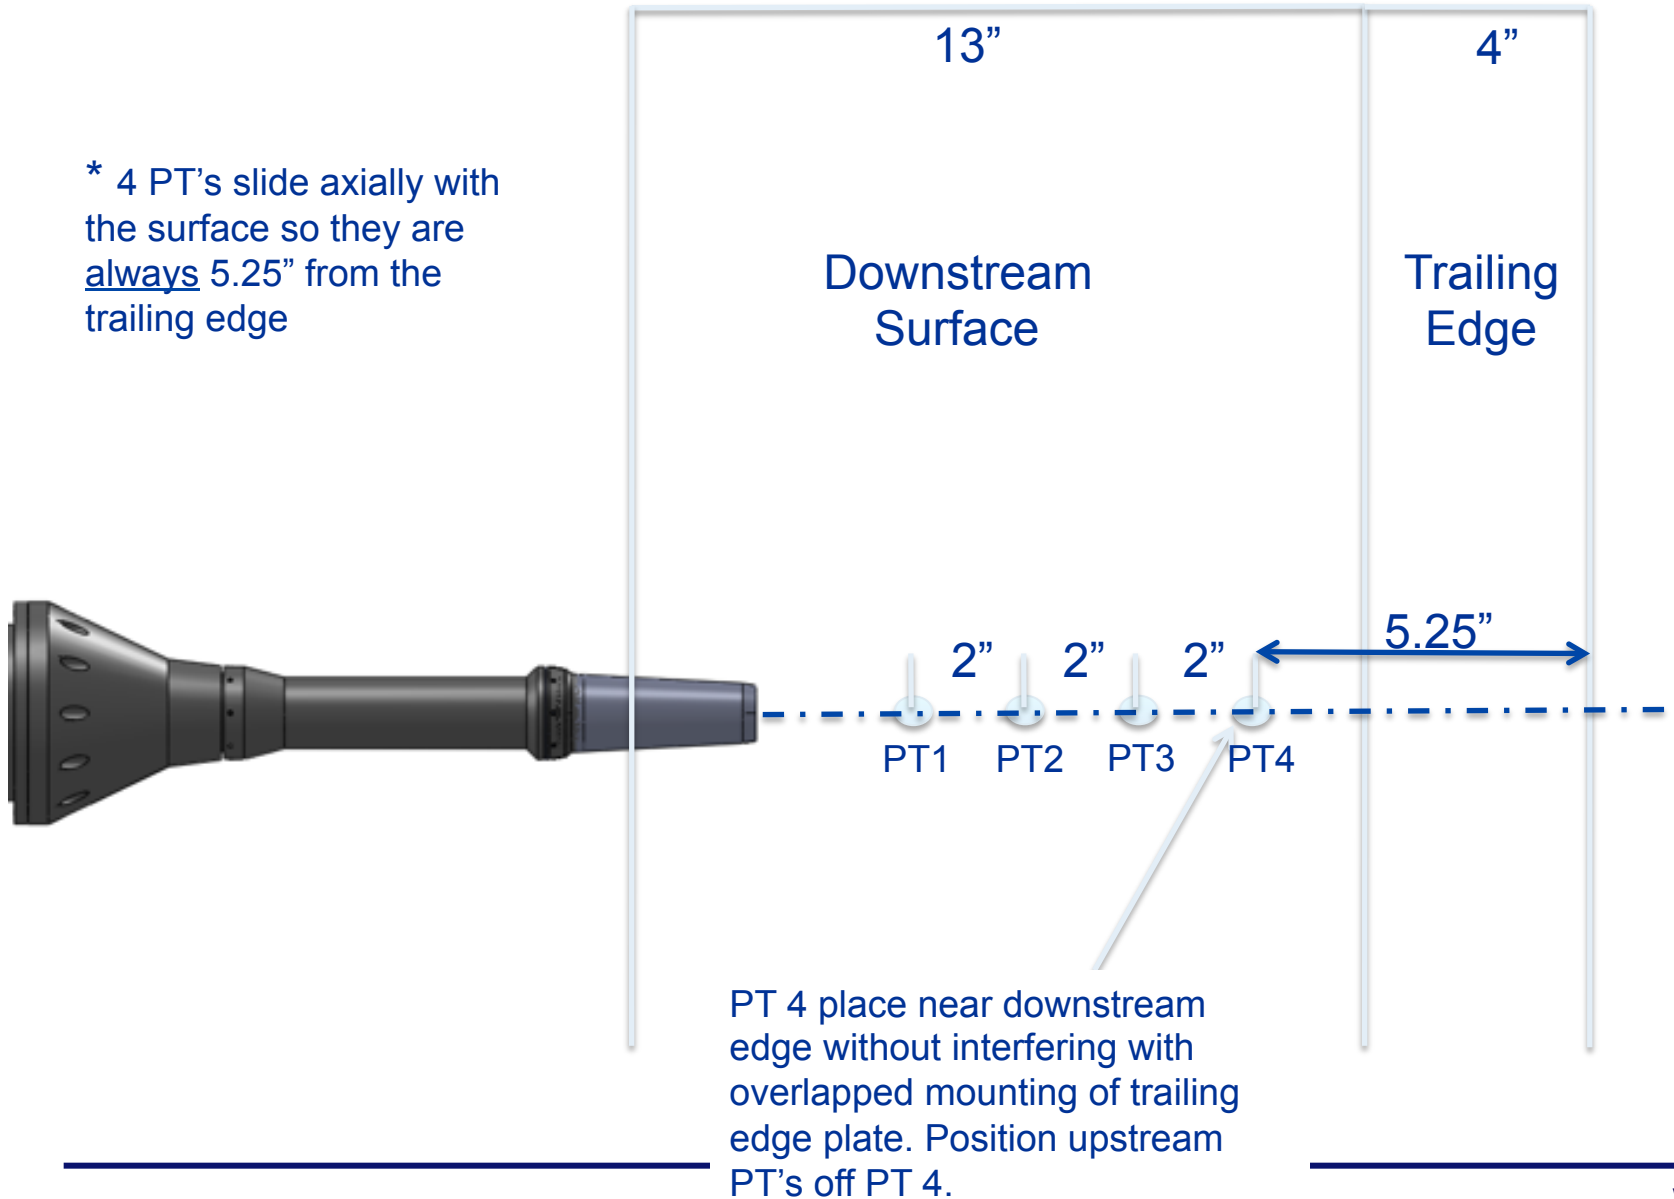 13”
4”
* 4 PT’s slide axially with
the surface so they are
always 5.25” from the
trailing edge
Downstream
Surface
Trailing
Edge
5.25”
2”
2”
2”
PT1
PT2
PT3
PT4
PT 4 place near downstream
edge without interfering with
overlapped mounting of trailing
edge plate. Position upstream
PT’s off PT 4.